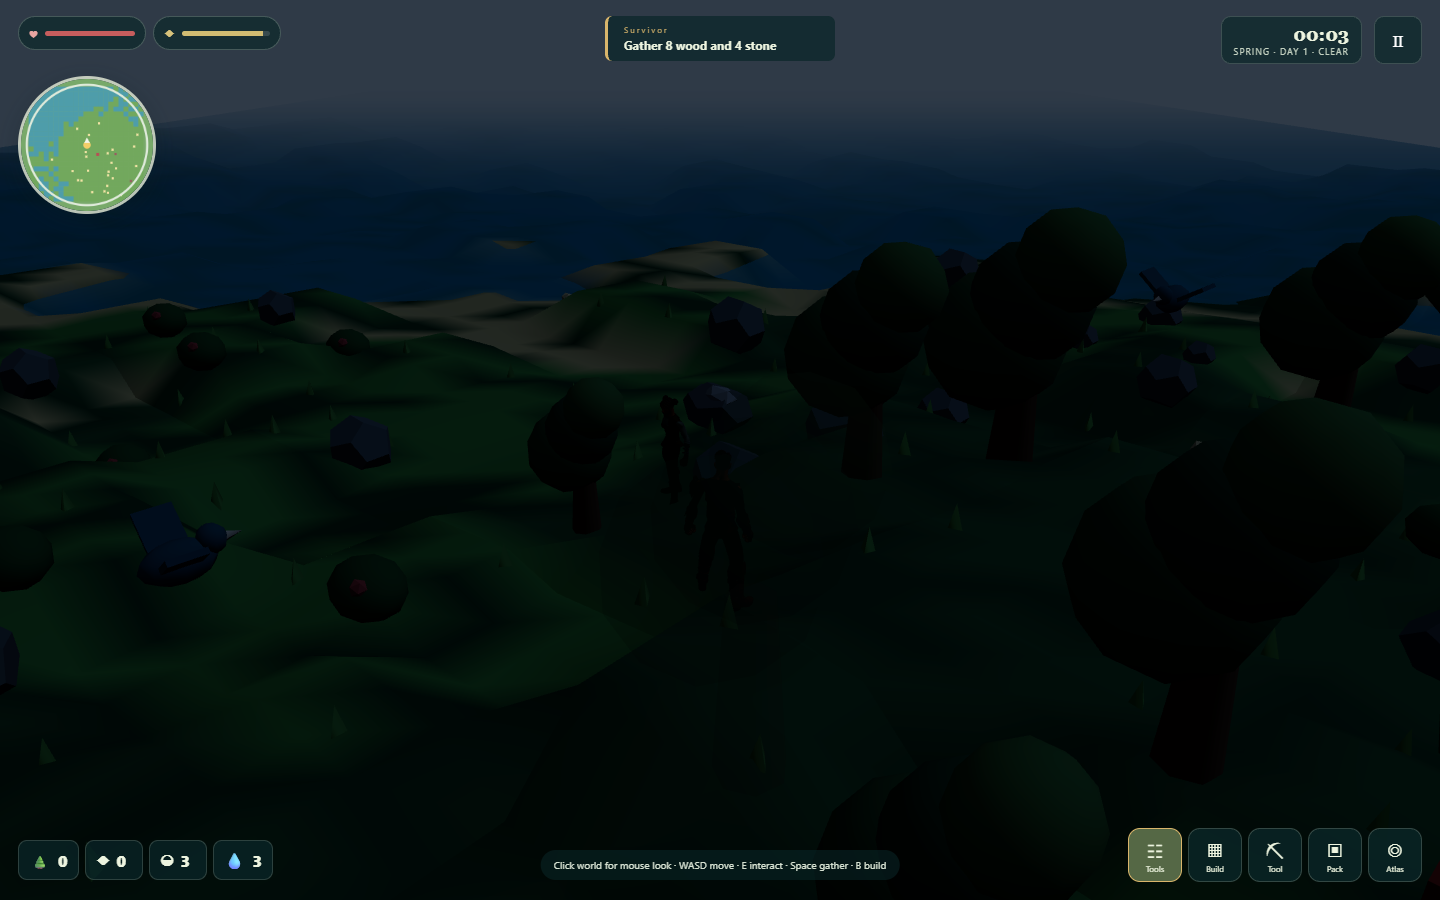 Survivor
Gather 8 wood and 4 stone
00:03
SPRING · DAY 1 · CLEAR
II
0
0
3
3
Click world for mouse look · WASD move · E interact · Space gather · B build
Tools
Build
Tool
Pack
Atlas